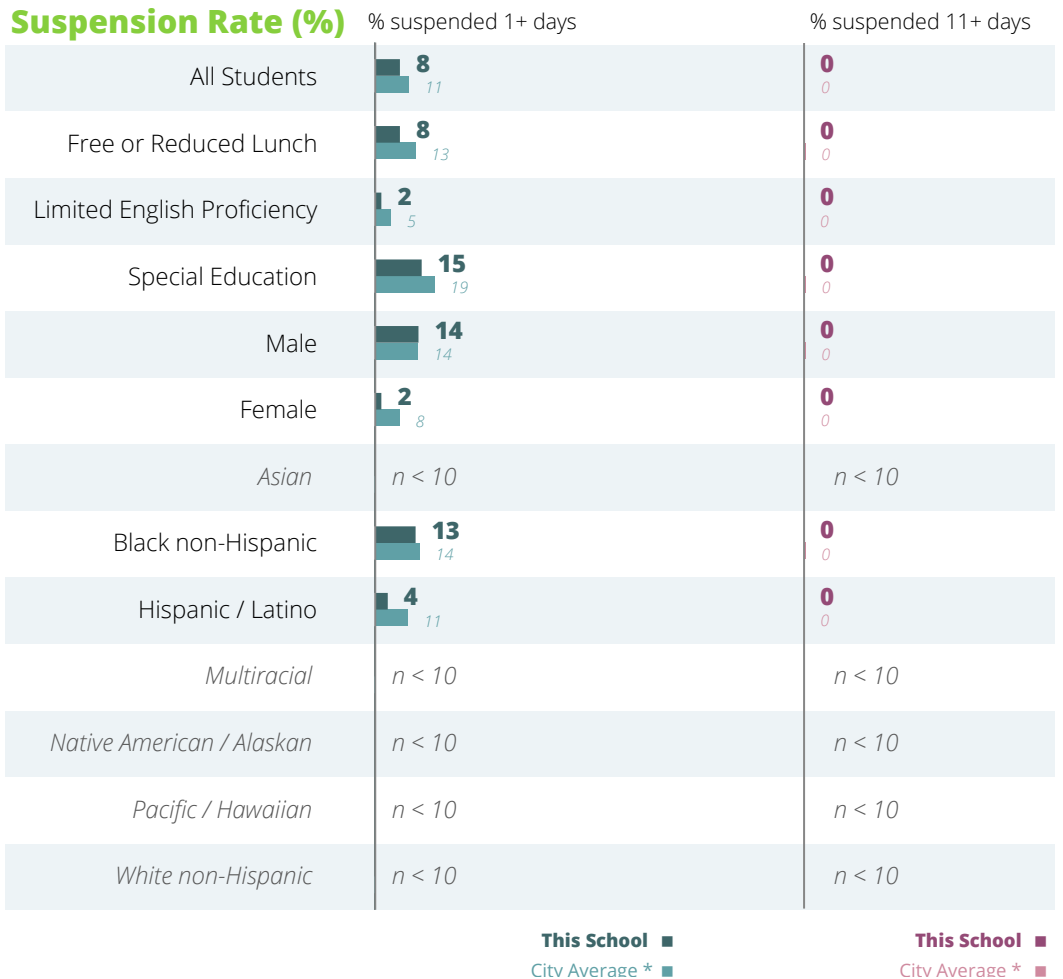 Suspension Rate (%) % suspended 1+ days % suspended 11+ days
All Students 8 0
11 0
Free or Reduced Lunch 8 0
13 0
Limited English Proficiency 2 0
5 0
Special Education 15 0
19 0
Male 14 0
14 0
Female 2 0
8 0
Asian n < 10 n < 10
Black non-Hispanic 13 0
14 0
Hispanic / Latino 4 0
11 0
Multiracial n < 10 n < 10
Native American / Alaskan n < 10 n < 10
Pacific / Hawaiian n < 10 n < 10
White non-Hispanic n < 10 n < 10
This School This School
City Average * City Average *